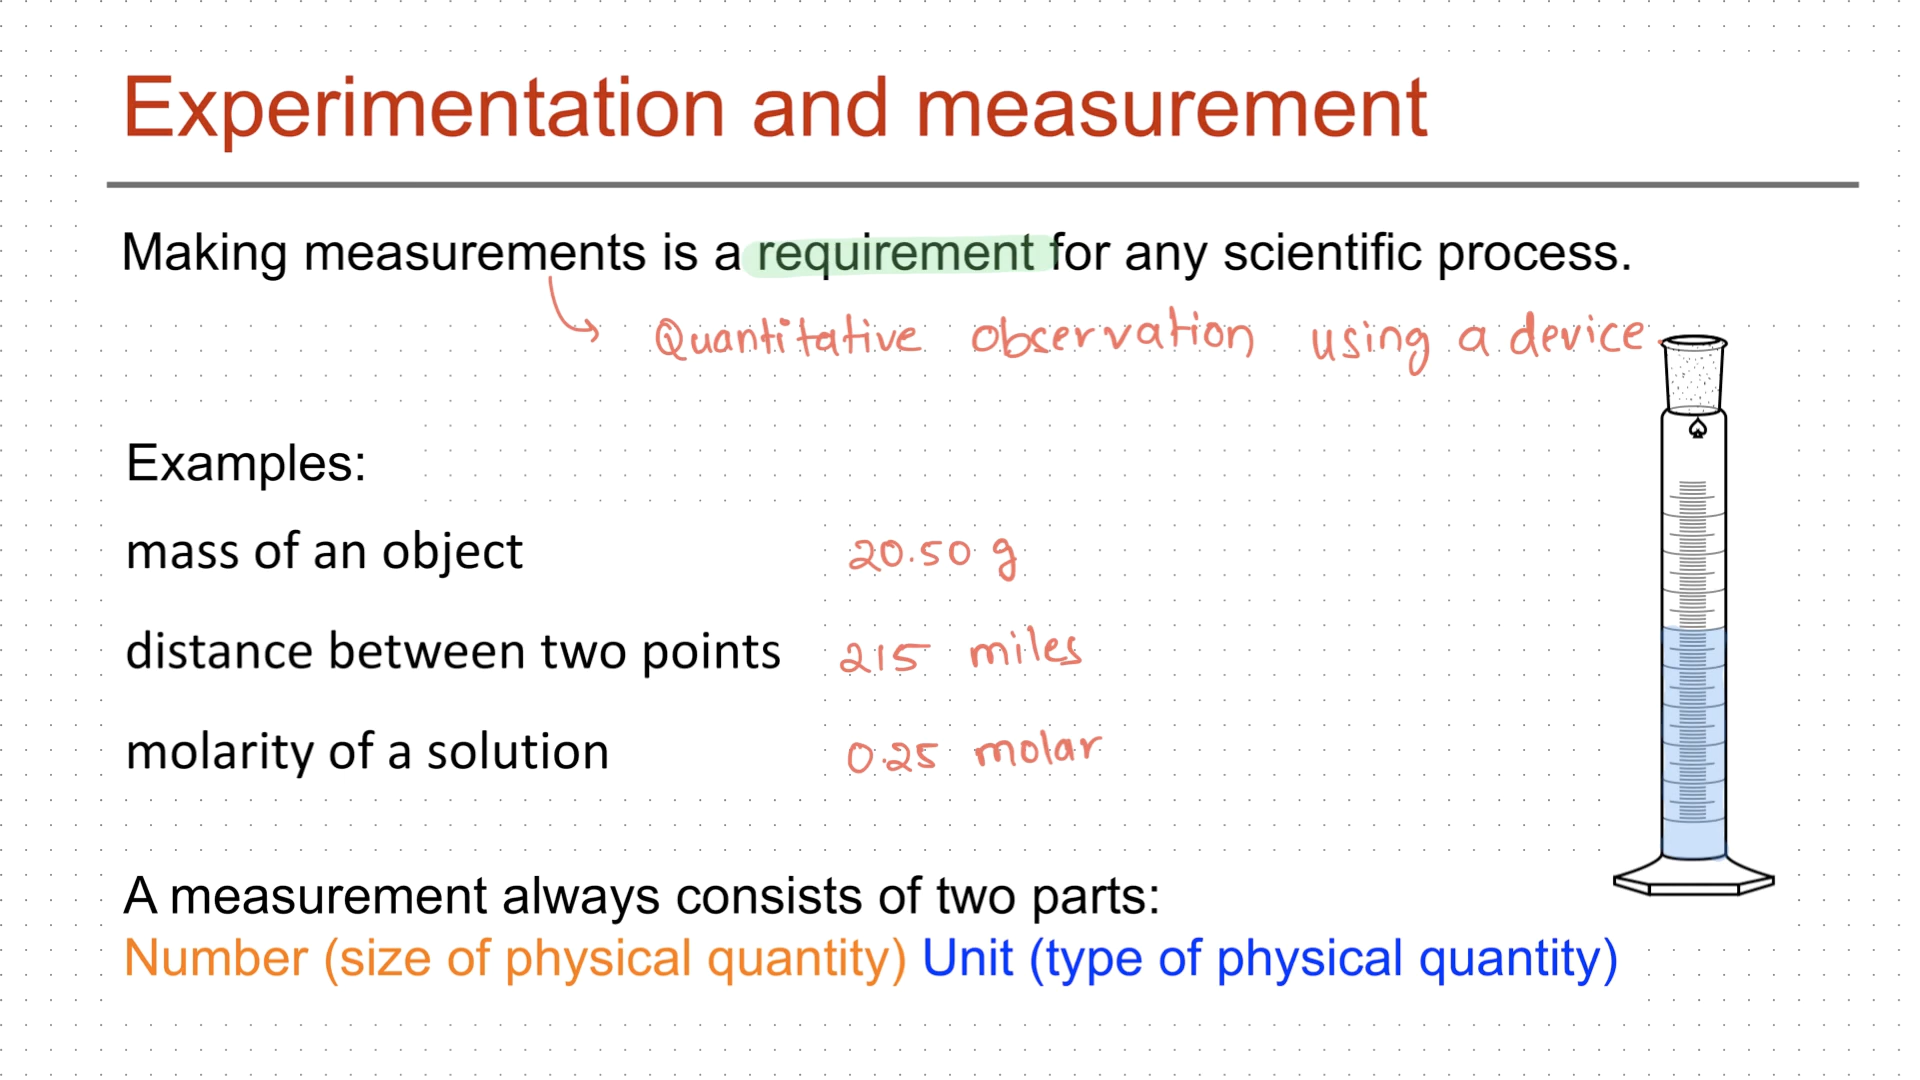 Experimentation and measurement
Making measurements is a requirement for any scientific process.
Quantitative observation using a device.
Examples:
mass of an object 20.50 g
distance between two points 215 miles
molarity of a solution 0.25 molar
A measurement always consists of two parts:
Number (size of physical quantity) Unit (type of physical quantity)